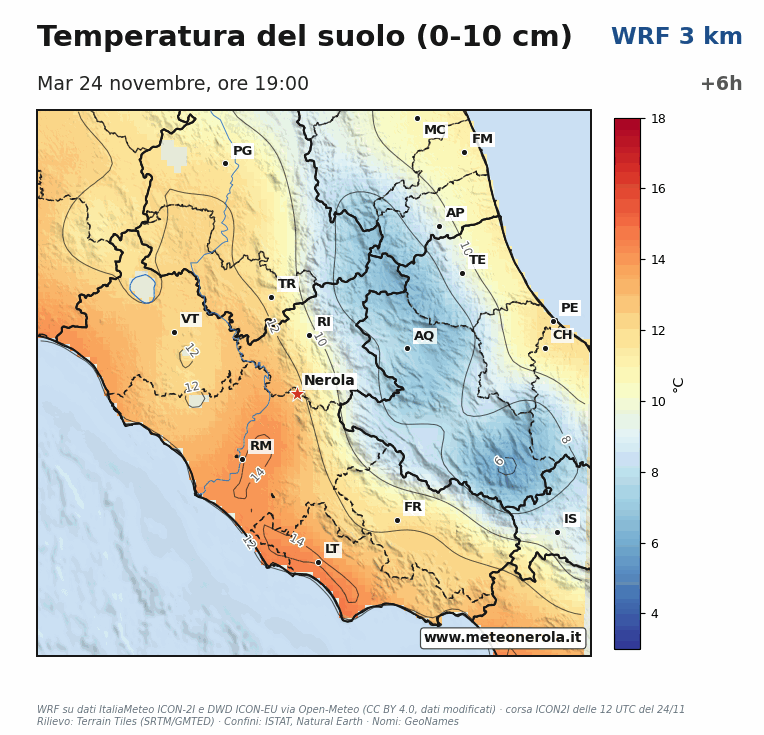 Temperatura del suolo (0-10 cm)
WRF 3 km
Mar 24 novembre, ore 19:00
+6h
MC
FM
PG
AP
10
TE
TR
PE
VT
12
RI
10
AQ
CH
12
12
Nerola
RM
14
8
6
FR
IS
12
14
LT
www.meteonerola.it
18
16
14
12
10
8
6
4
°C
WRF su dati ItaliaMeteo ICON-2I e DWD ICON-EU via Open-Meteo (CC BY 4.0, dati modificati) · corsa ICON2I delle 12 UTC del 24/11
Rilievo: Terrain Tiles (SRTM/GMTED) · Confini: ISTAT, Natural Earth · Nomi: GeoNames